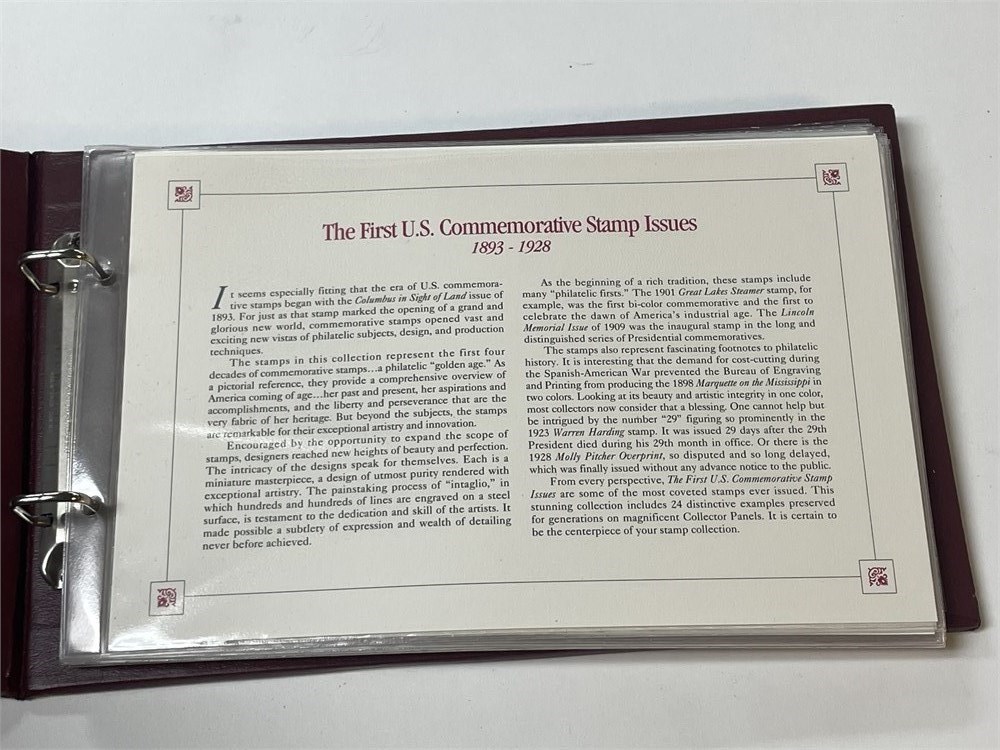 The First U.S. Commemorative Stamp Issues
1893 - 1928
It seems especially fitting that the era of U.S. commemora-
tive stamps began with the Columbus in Sight of Land issue of
1893. For just as that stamp marked the opening of a grand and
glorious new world, commemorative stamps opened vast and
exciting new vistas of philatelic subjects, design, and production
techniques.
The stamps in this collection represent the first four
decades of commemorative stamps...a philatelic “golden age.” As
a pictorial reference, they provide a comprehensive overview of
America coming of age...her past and present, her aspirations and
accomplishments, and the liberty and perseverance that are the
very fabric of her heritage. But beyond the subjects, the stamps
are remarkable for their exceptional artistry and innovation.
Encouraged by the opportunity to expand the scope of
stamps, designers reached new heights of beauty and perfection.
The intricacy of the designs speak for themselves. Each is a
miniature masterpiece, a design of utmost purity rendered with
exceptional artistry. The painstaking process of “intaglio,” in
which hundreds and hundreds of lines are engraved on a steel
surface, is testament to the dedication and skill of the artists. It
made possible a subtlety of expression and wealth of detailing
never before achieved.
As the beginning of a rich tradition, these stamps include
many “philatelic firsts.” The 1901 Great Lakes Steamer stamp, for
example, was the first bi-color commemorative and the first to
celebrate the dawn of America's industrial age. The Lincoln
Memorial Issue of 1909 was the inaugural stamp in the long and
distinguished series of Presidential commemoratives.
The stamps also represent fascinating footnotes to philatelic
history. It is interesting that the demand for cost-cutting during
the Spanish-American War prevented the Bureau of Engraving
and Printing from producing the 1898 Marquette on the Mississippi in
two colors. Looking at its beauty and artistic integrity in one color,
most collectors now consider that a blessing. One cannot help but
be intrigued by the number “29” figuring so prominently in the
1923 Warren Harding stamp. It was issued 29 days after the 29th
President died during his 29th month in office. Or there is the
1928 Molly Pitcher Overprint, so disputed and so long delayed,
which was finally issued without any advance notice to the public.
From every perspective, The First U.S. Commemorative Stamp
Issues are some of the most coveted stamps ever issued. This
stunning collection includes 24 distinctive examples preserved
for generations on magnificent Collector Panels. It is certain to
be the centerpiece of your stamp collection.